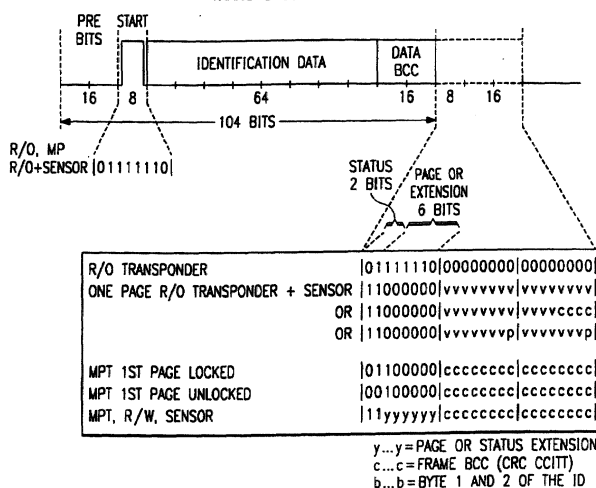 PRE BITS
START
IDENTIFICATION DATA
DATA BCC
16
8
64
16
8
16
104 BITS
R/O, MP
R/O+SENSOR |01111110|
STATUS 2 BITS
PAGE OR EXTENSION 6 BITS
R/O TRANSPONDER |01111110|00000000|00000000|
ONE PAGE R/O TRANSPONDER + SENSOR |11000000|vvvvvvvv|vvvvvvvv|
OR |11000000|vvvvvvvv|vvvvcccc|
OR |11000000|vvvvvvvp|vvvvvvvp|
MPT 1ST PAGE LOCKED |01100000|cccccccc|cccccccc|
MPT 1ST PAGE UNLOCKED |00100000|cccccccc|cccccccc|
MPT, R/W, SENSOR |11yyyyyy|cccccccc|cccccccc|
y...y=PAGE OR STATUS EXTENSION
c...c=FRAME BCC (CRC CCITT)
b...b=BYTE 1 AND 2 OF THE ID